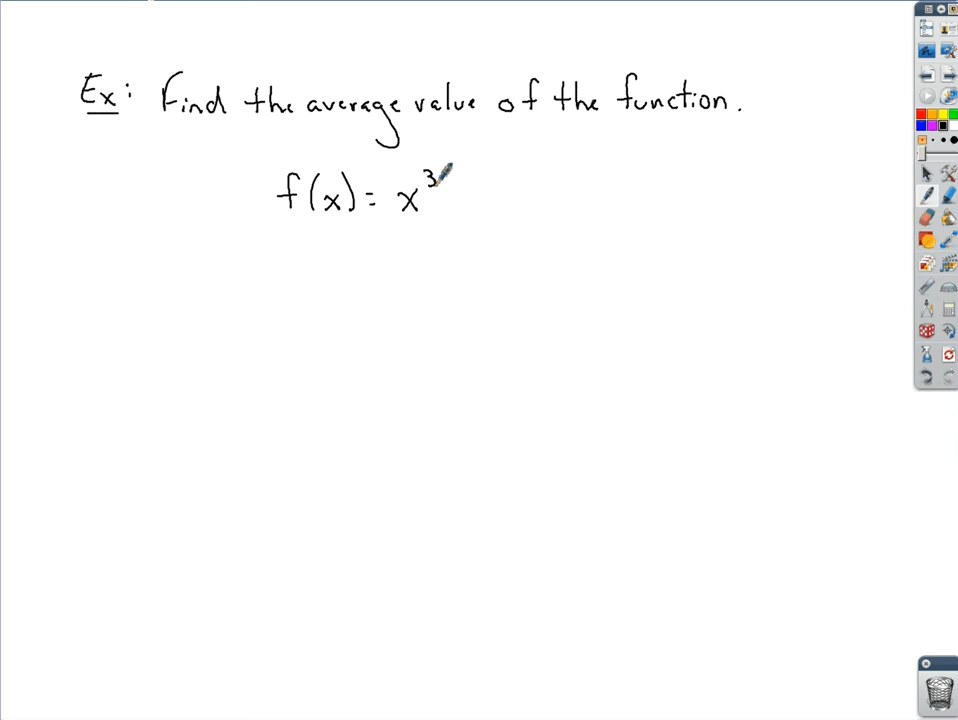 Ex: Find the average value of the function.
f(x) = x³